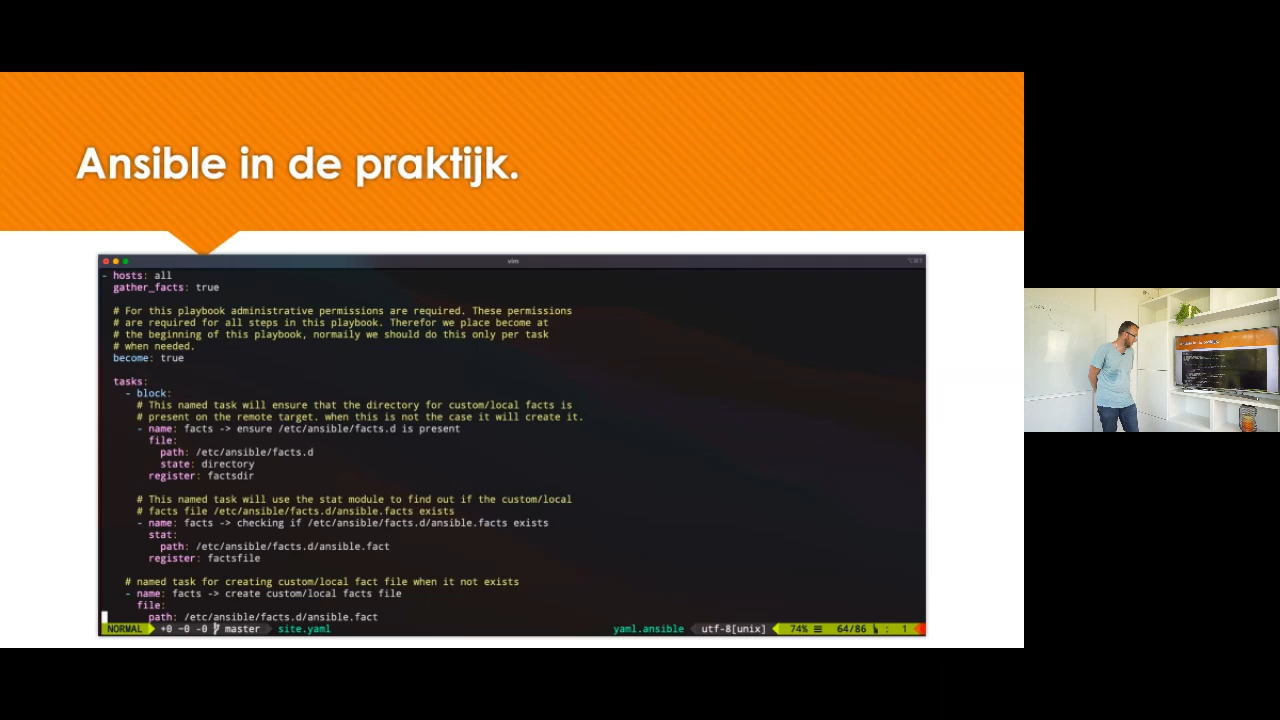 Ansible in de praktijk.
vim
- hosts: all
gather_facts: true
# For this playbook administrative permissions are required. These permissions
# are required for all steps in this playbook. Therefor we place become at
# the beginning of this playbook, normaily we should do this only per task
# when needed.
become: true
tasks:
- block:
# This named task will ensure that the directory for custom/local facts is
# present on the remote target. when this is not the case it will create it.
- name: facts -> ensure /etc/ansible/facts.d is present
file:
path: /etc/ansible/facts.d
state: directory
register: factsdir
# This named task will use the stat module to find out if the custom/local
# facts file /etc/ansible/facts.d/ansible.facts exists
- name: facts -> checking if /etc/ansible/facts.d/ansible.facts exists
stat:
path: /etc/ansible/facts.d/ansible.fact
register: factsfile
# named task for creating custom/local fact file when it not exists
- name: facts -> create custom/local facts file
file:
path: /etc/ansible/facts.d/ansible.fact
NORMAL +0 ~0 -0 master site.yaml yaml.ansible utf-8[unix] 74% 64/86 : 1
Ansible in de praktijk.